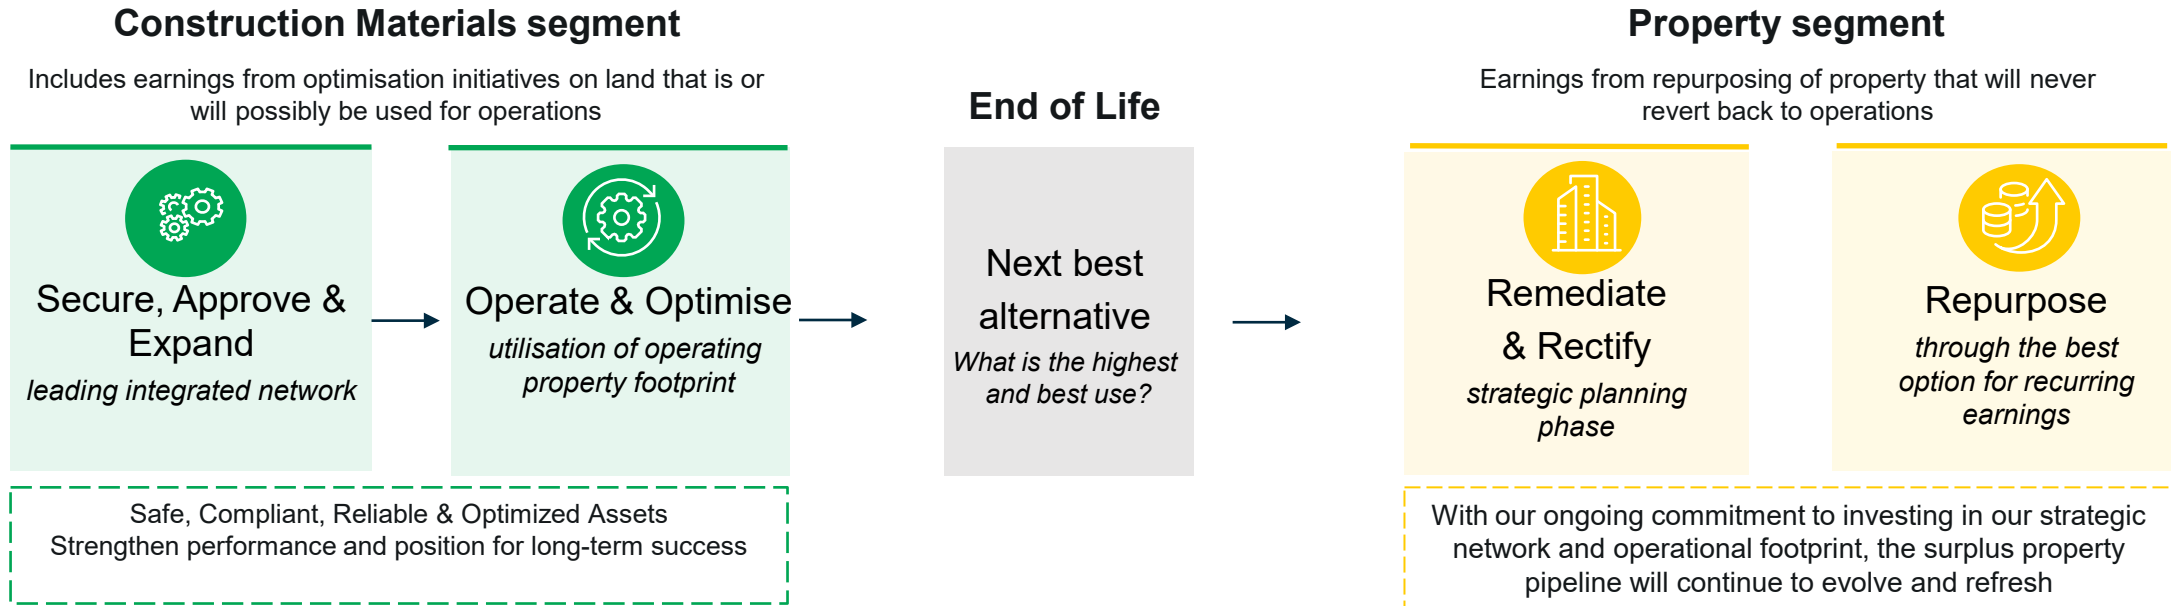 Construction Materials segment
Includes earnings from optimisation initiatives on land that is or
will possibly be used for operations
Secure, Approve &
Expand
leading integrated network
Operate & Optimise
utilisation of operating
property footprint
Safe, Compliant, Reliable & Optimized Assets
Strengthen performance and position for long-term success
End of Life
Next best
alternative
What is the highest
and best use?
Property segment
Earnings from repurposing of property that will never
revert back to operations
Remediate
& Rectify
strategic planning
phase
Repurpose
through the best
option for recurring
earnings
With our ongoing commitment to investing in our strategic
network and operational footprint, the surplus property
pipeline will continue to evolve and refresh